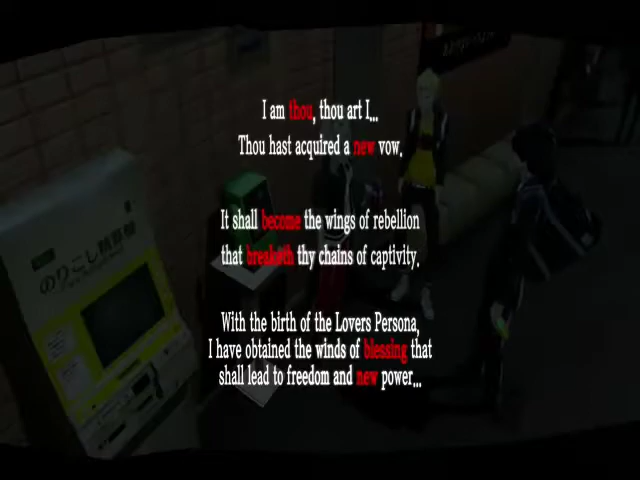 I am thou, thou art I...
Thou hast acquired a new vow.
It shall become the wings of rebellion
that breaketh thy chains of captivity.
With the birth of the Lovers Persona,
I have obtained the winds of blessing that
shall lead to freedom and new power...
のりこし精算機